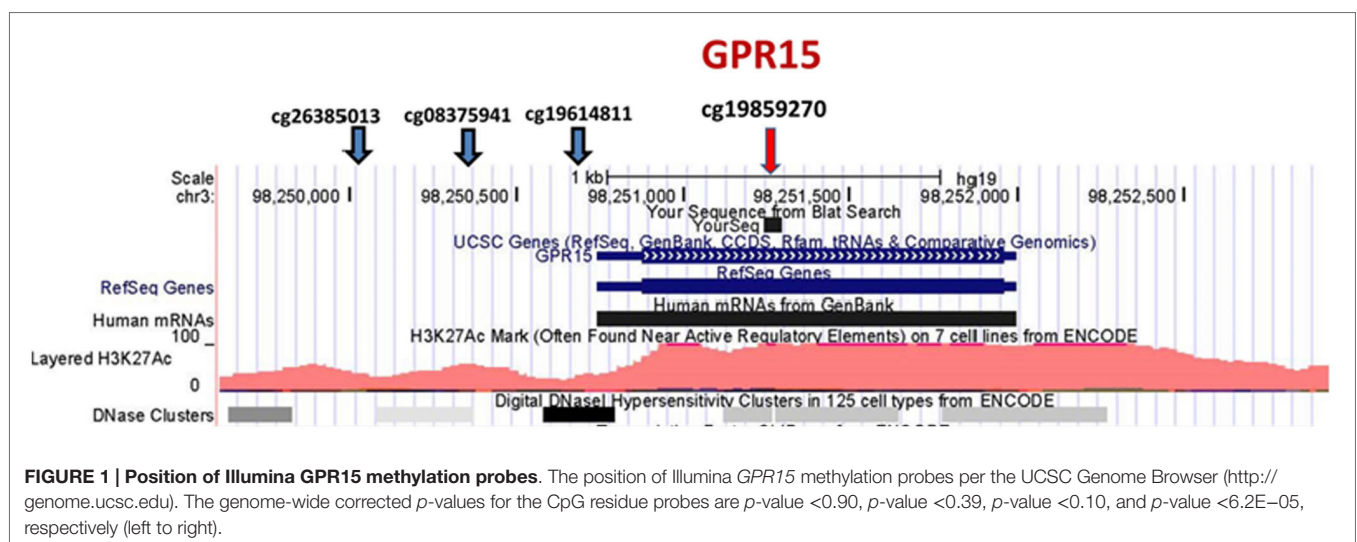 GPR15
cg26385013 cg08375941 cg19614811 cg19859270
Scale 1 kb hg19
chr3: 98,250,000 98,250,500 98,251,000 98,251,500 98,252,000 98,252,500
Your Sequence from Blat Search
YourSeq
UCSC Genes (RefSeq, GenBank, CCDS, Rfam, tRNAs & Comparative Genomics)
GPR15
RefSeq Genes
RefSeq Genes
Human mRNAs from GenBank
Human mRNAs
100 H3K27Ac Mark (Often Found Near Active Regulatory Elements) on 7 cell lines from ENCODE
Layered H3K27Ac
0
Digital DNaseI Hypersensitivity Clusters in 125 cell types from ENCODE
DNase Clusters
FIGURE 1 | Position of Illumina GPR15 methylation probes. The position of Illumina GPR15 methylation probes per the UCSC Genome Browser (http://
genome.ucsc.edu). The genome-wide corrected p-values for the CpG residue probes are p-value <0.90, p-value <0.39, p-value <0.10, and p-value <6.2E−05,
respectively (left to right).